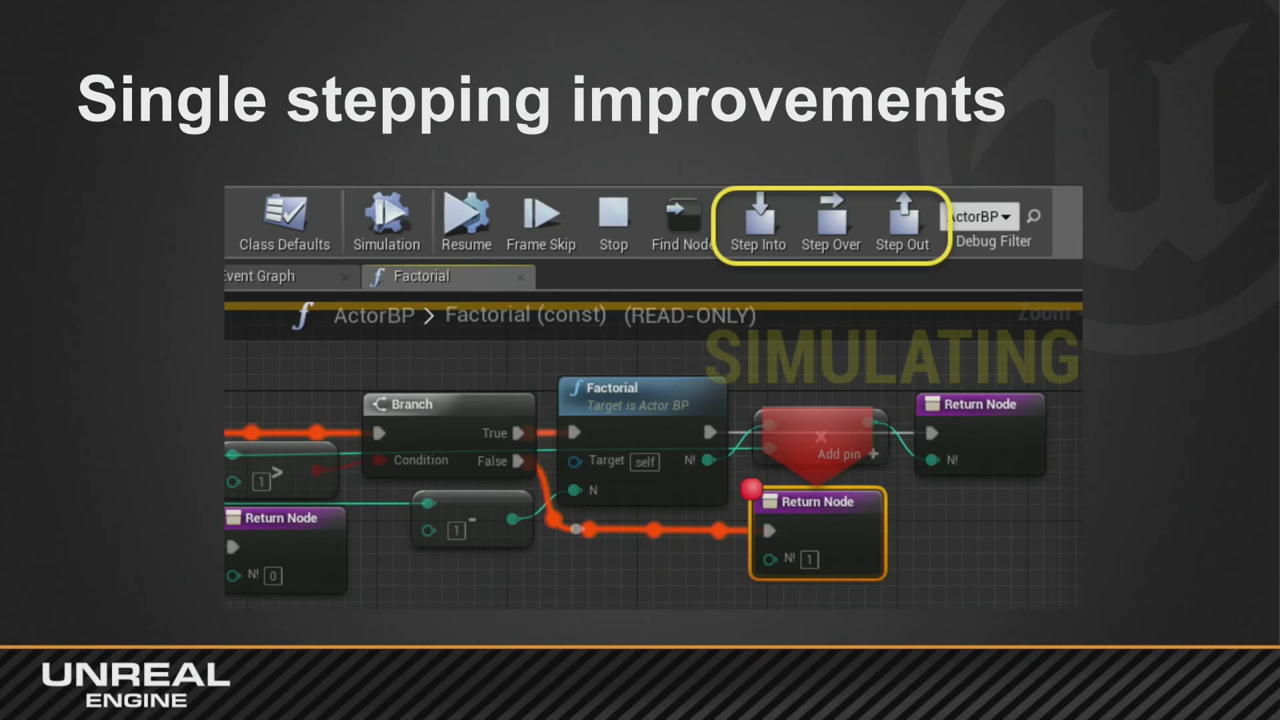 Single stepping improvements
Class Defaults
Simulation
Resume
Frame Skip
Stop
Find Node
Step Into
Step Over
Step Out
ActorBP
Debug Filter
Event Graph
Factorial
ActorBP > Factorial (const) (READ-ONLY)
Zoom
SIMULATING
Branch
Factorial
Target is Actor BP
Return Node
True
Condition
False
Target self
N!
Add pin
N!
1 >
N
Return Node
Return Node
1 -
N! 0
N! 1
UNREAL
ENGINE